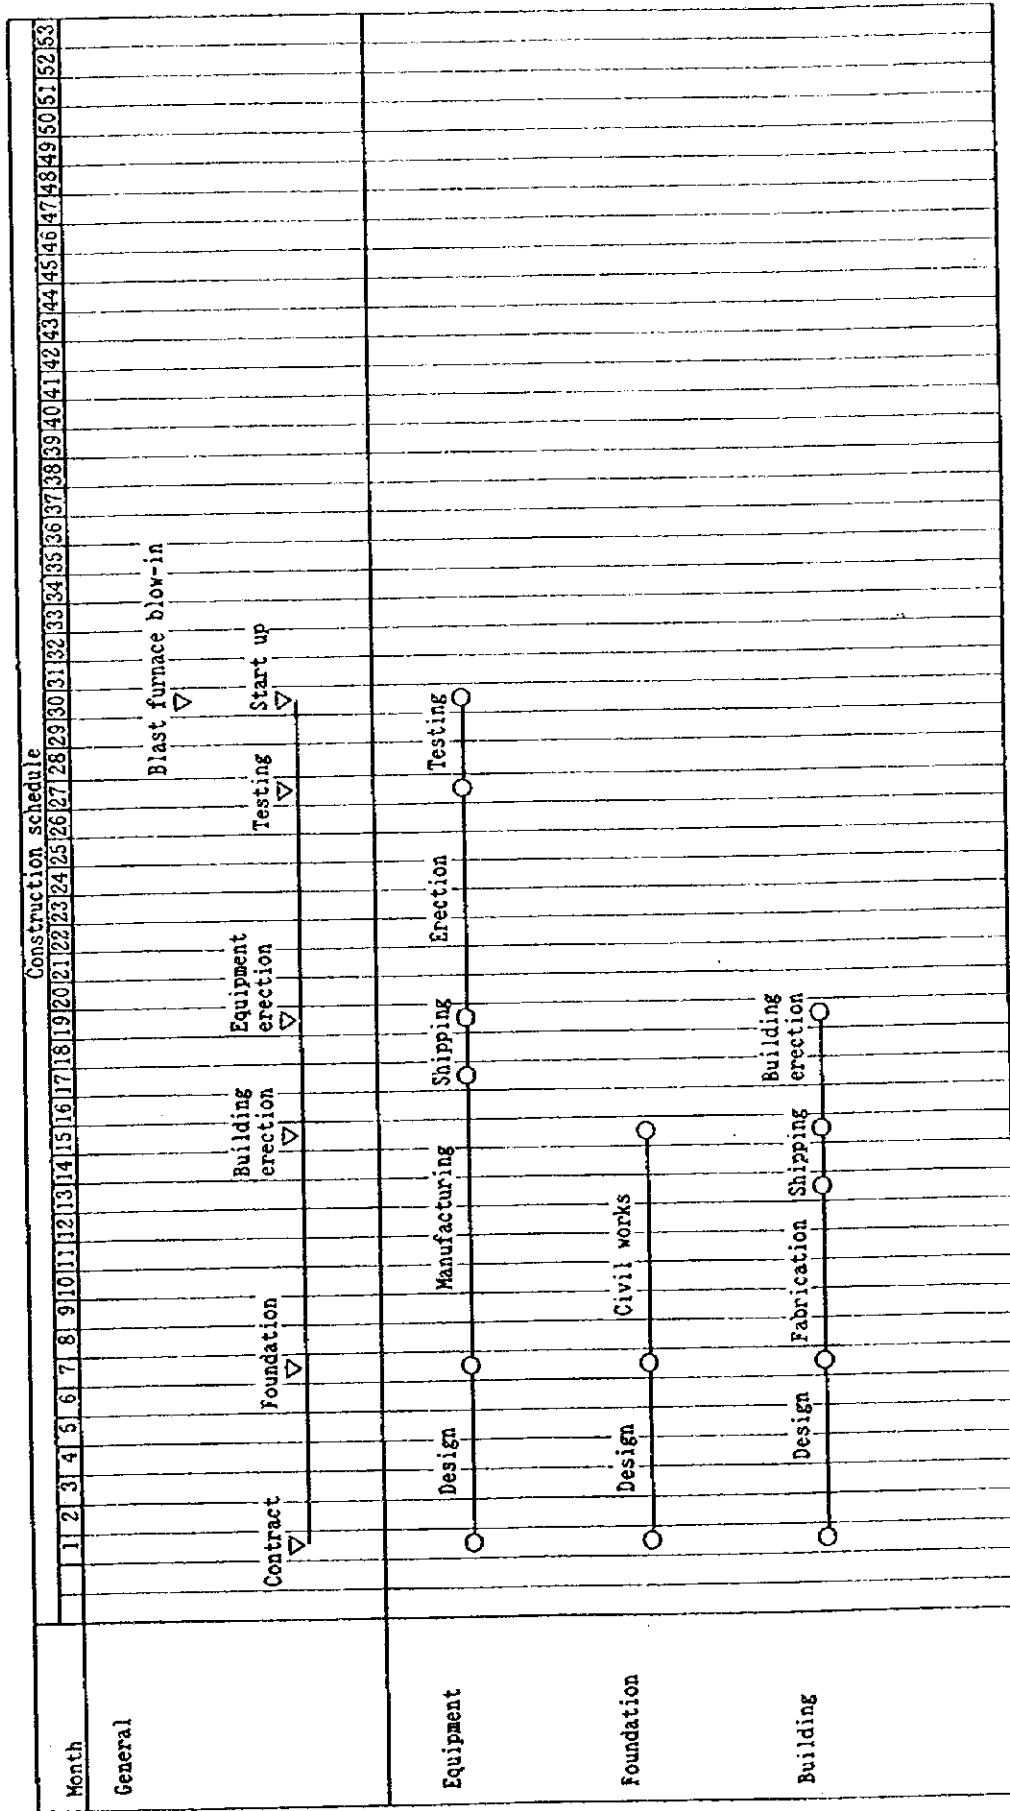 Construction schedule
Month
1 2 3 4 5 6 7 8 9 10 11 12 13 14 15 16 17 18 19 20 21 22 23 24 25 26 27 28 29 30 31 32 33 34 35 36 37 38 39 40 41 42 43 44 45 46 47 48 49 50 51 52 53
General
Blast furnace blow-in
Contract
Foundation
Building
erection
Equipment
erection
Testing
Start up
Equipment
Design
Manufacturing
Shipping
Erection
Testing
Foundation
Design
Civil works
Building
Design
Fabrication
Shipping
Building
erection